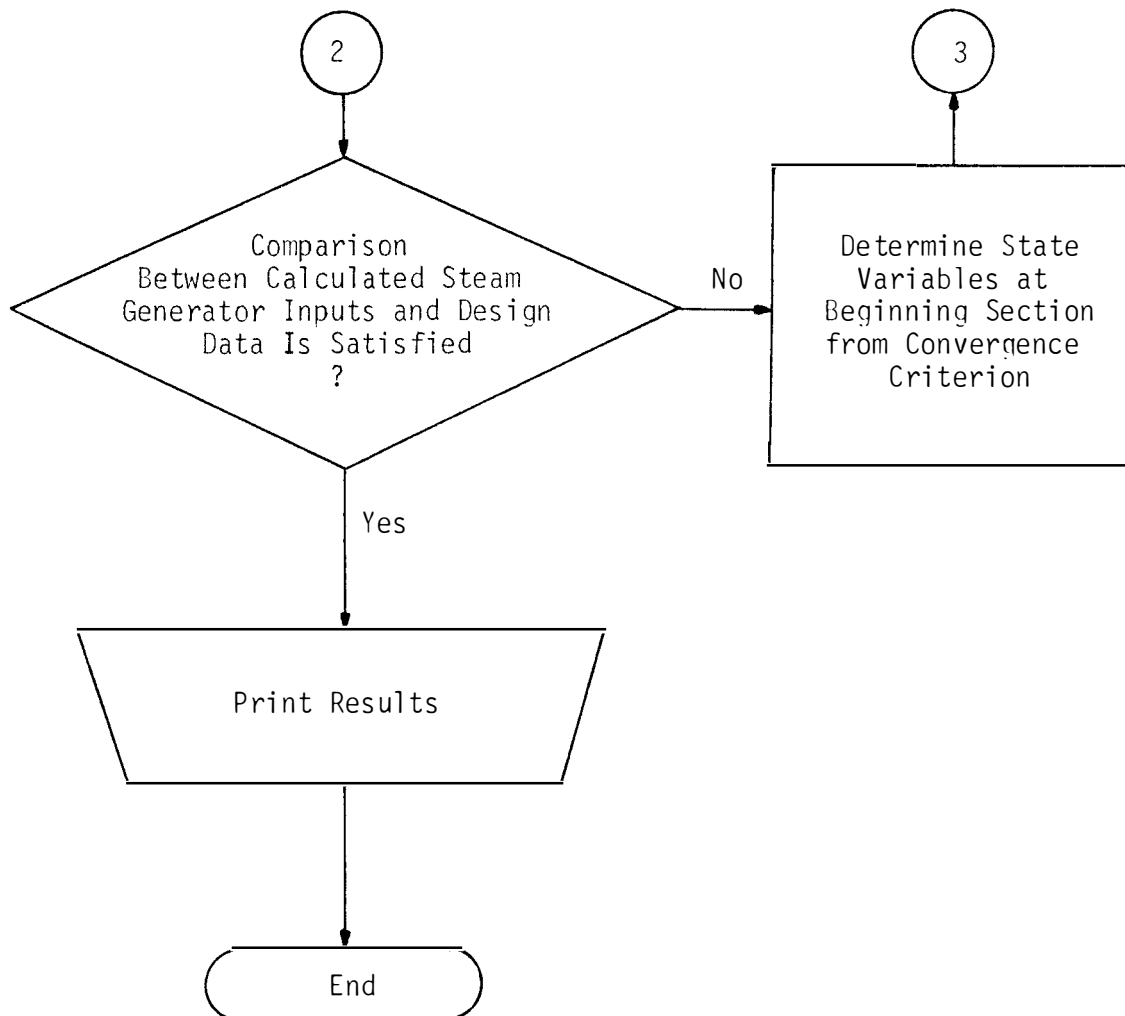 2
3
Comparison
Between Calculated Steam
Generator Inputs and Design
Data Is Satisfied
?
No
Determine State
Variables at
Beginning Section
from Convergence
Criterion
Yes
Print Results
End